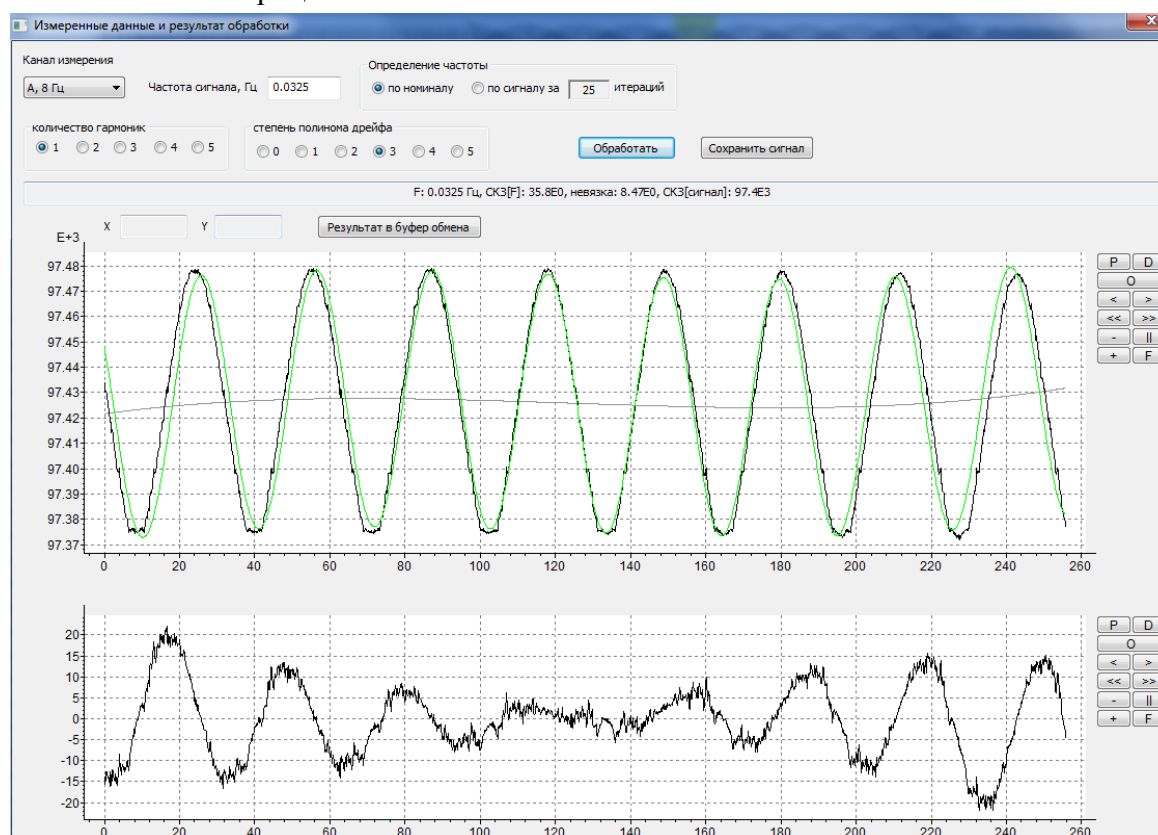 Измеренные данные и результат обработки
Канал измерения
А, 8 Гц
Частота сигнала, Гц 0.0325
Определение частоты
по номиналу по сигналу за 25 итераций
количество гармоник
1 2 3 4 5
степень полинома дрейфа
0 1 2 3 4 5
Обработать
Сохранить сигнал
F: 0.0325 Гц, СКЗ[F]: 35.8E0, невязка: 8.47E0, СКЗ[сигнал]: 97.4E3
X Y Результат в буфер обмена
E+3
97.48
97.47
97.46
97.45
97.44
97.43
97.42
97.41
97.40
97.39
97.38
97.37
0 20 40 60 80 100 120 140 160 180 200 220 240 260
P D
O
< >
<< >>
- ||
+ F
20
15
10
5
0
-5
-10
-15
-20
0 20 40 60 80 100 120 140 160 180 200 220 240 260
P D
O
< >
<< >>
- ||
+ F